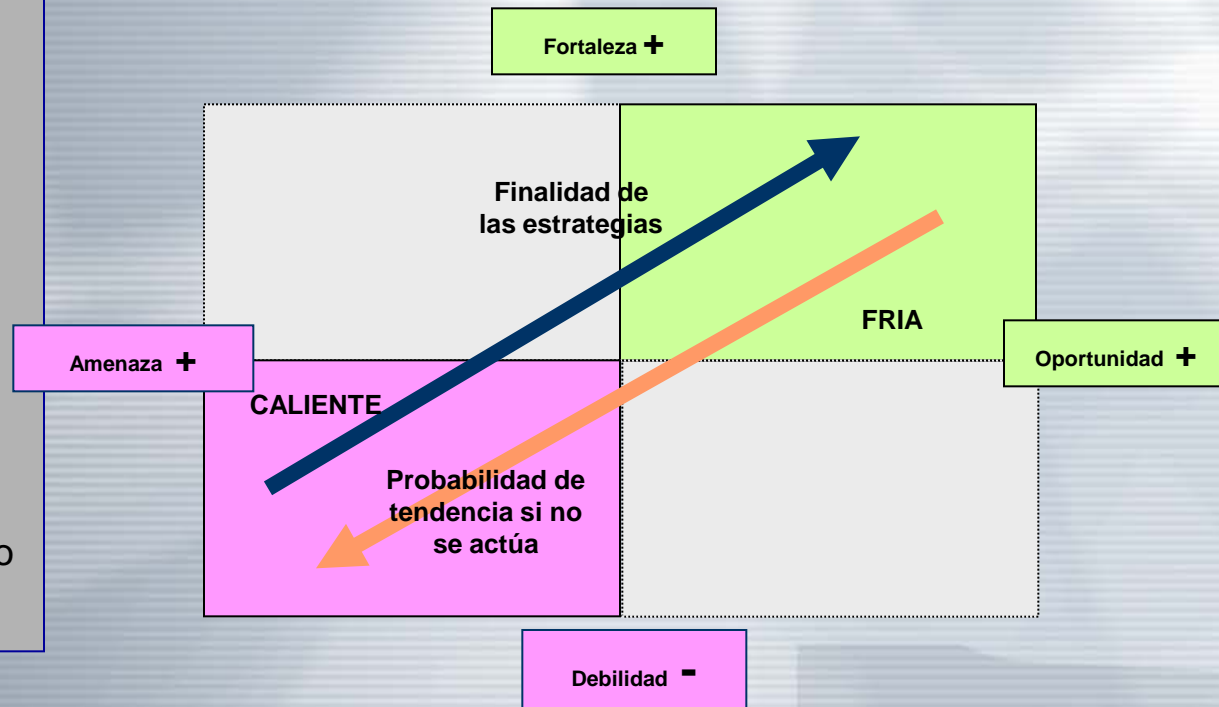 Fortaleza +
Finalidad de
las estrategias
FRIA
Amenaza +
Oportunidad +
CALIENTE
Probabilidad de
tendencia si no
se actúa
o
Debilidad -